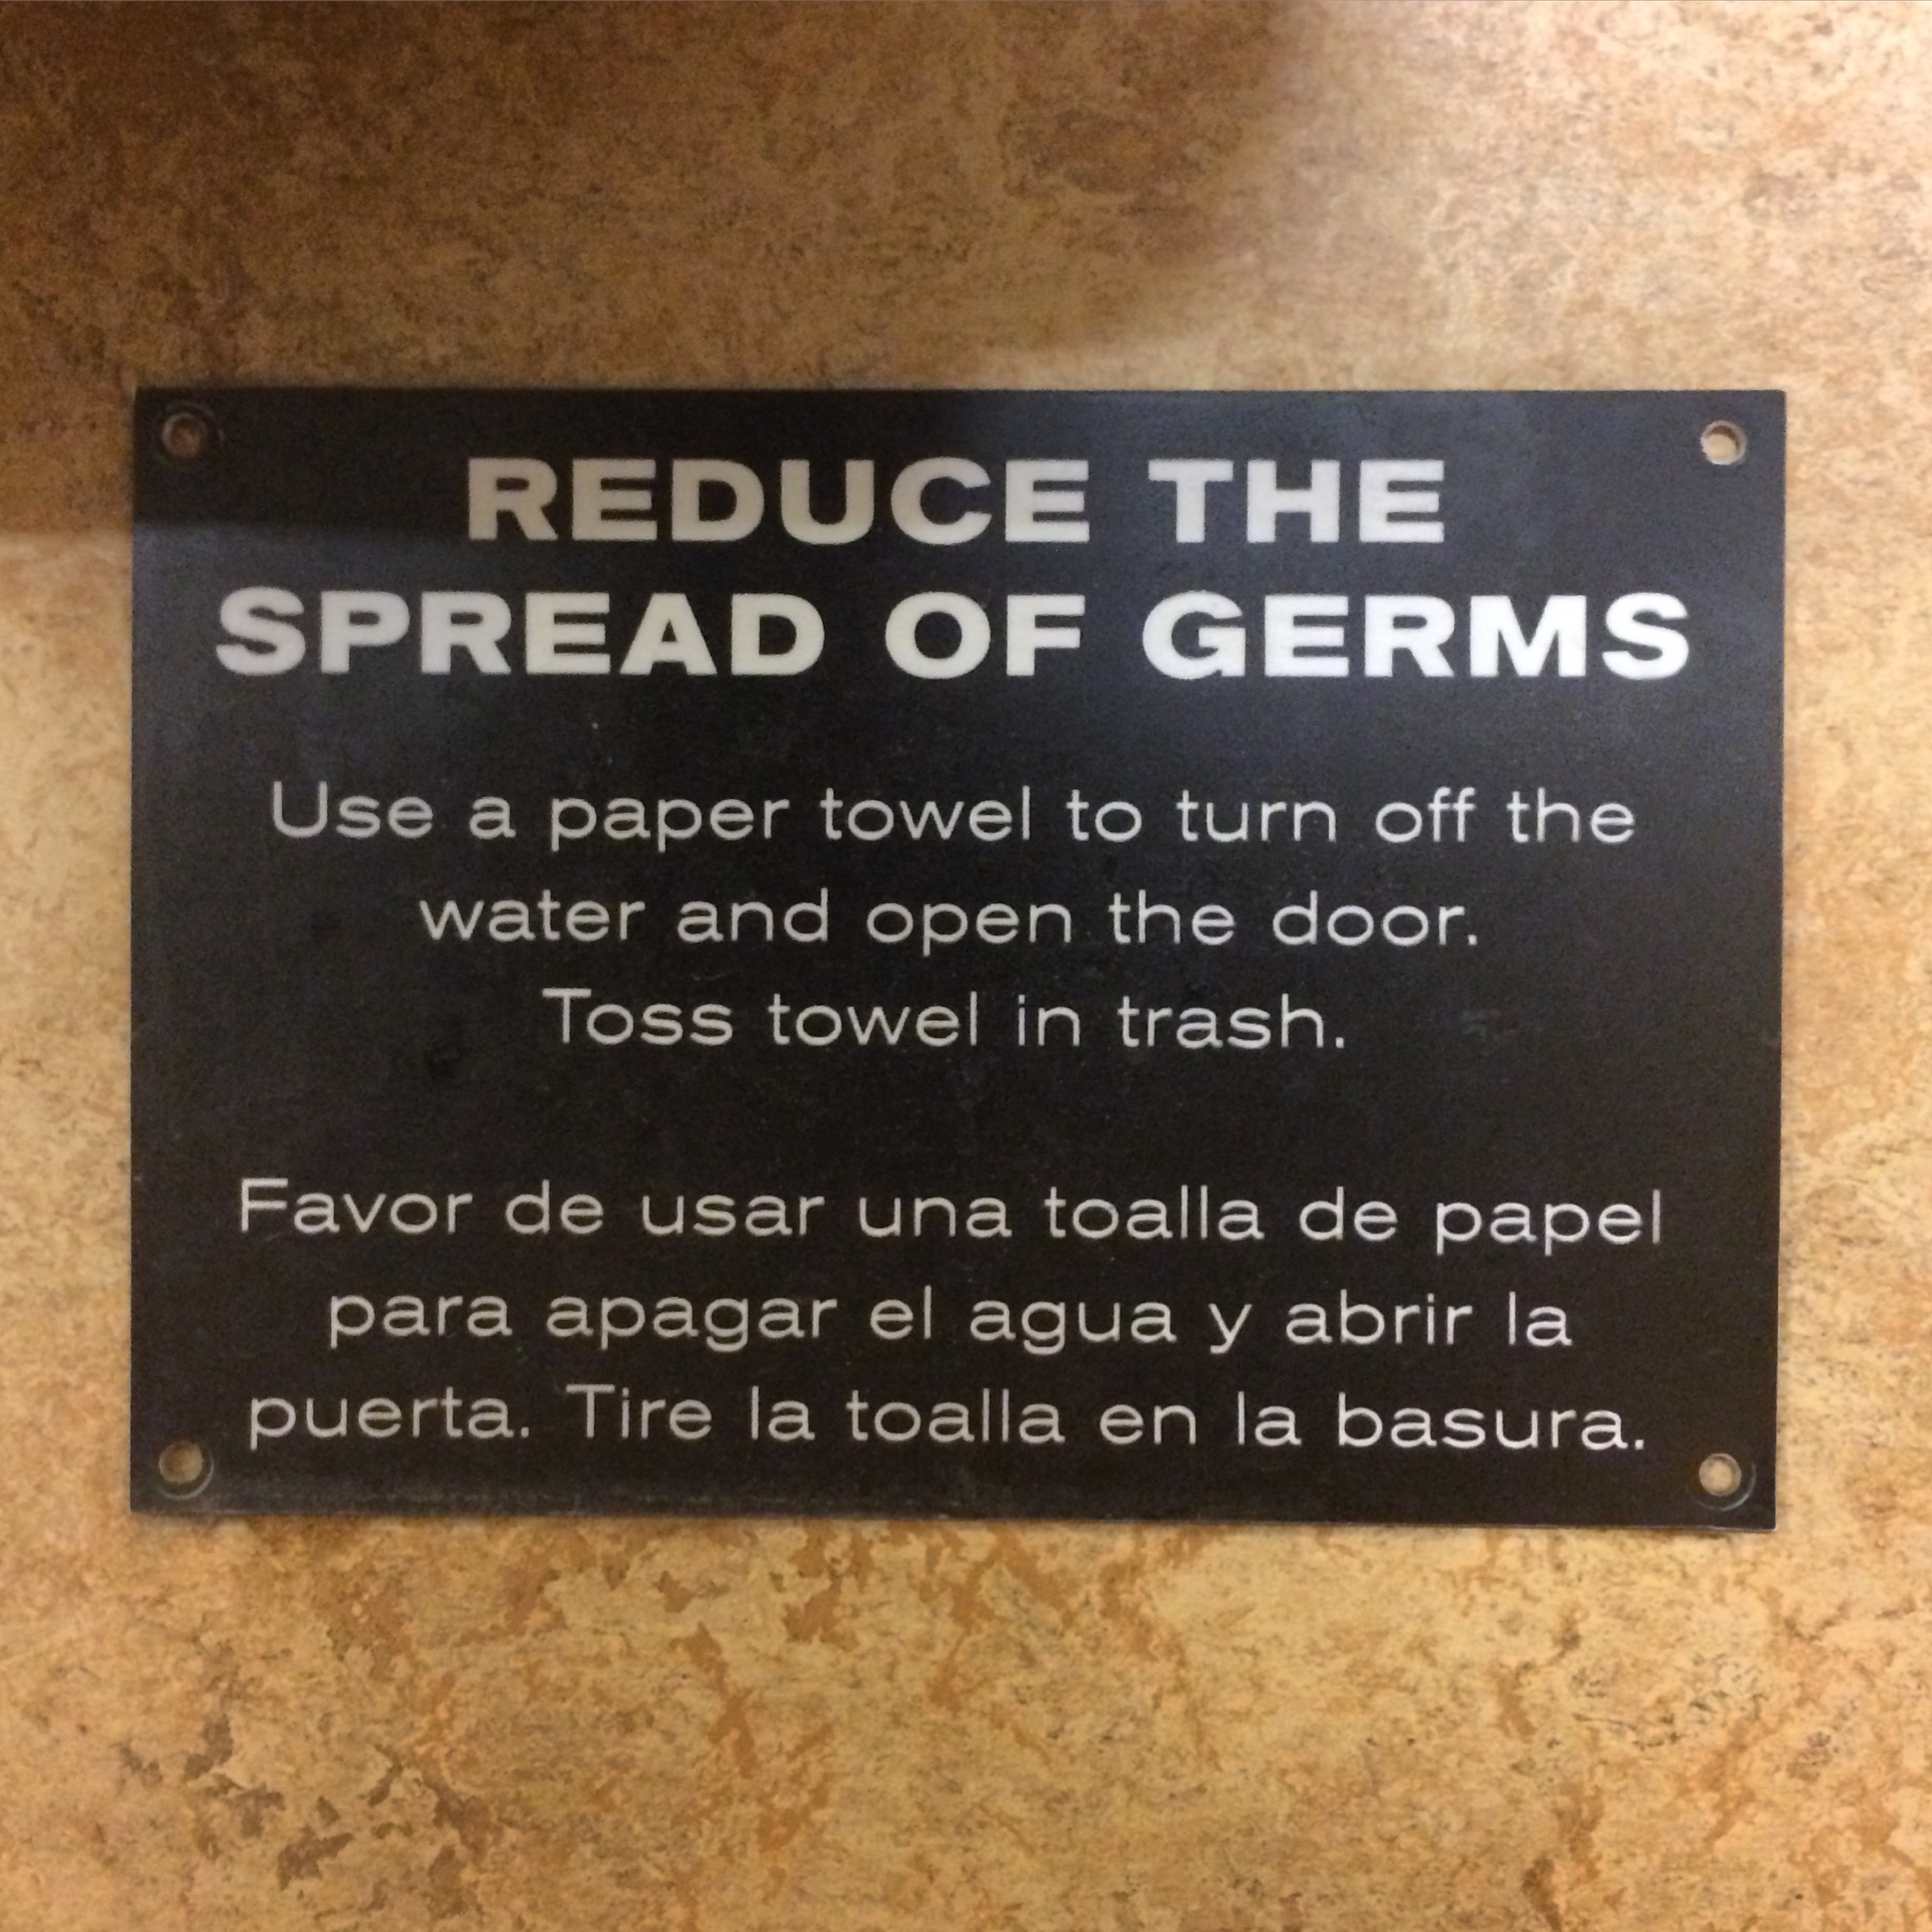 REDUCE THE
SPREAD OF GERMS
Use a paper towel to turn off the
water and open the door.
Toss towel in trash.
Favor de usar una toalla de papel
para apagar el agua y abrir la
puerta. Tire la toalla en la basura.